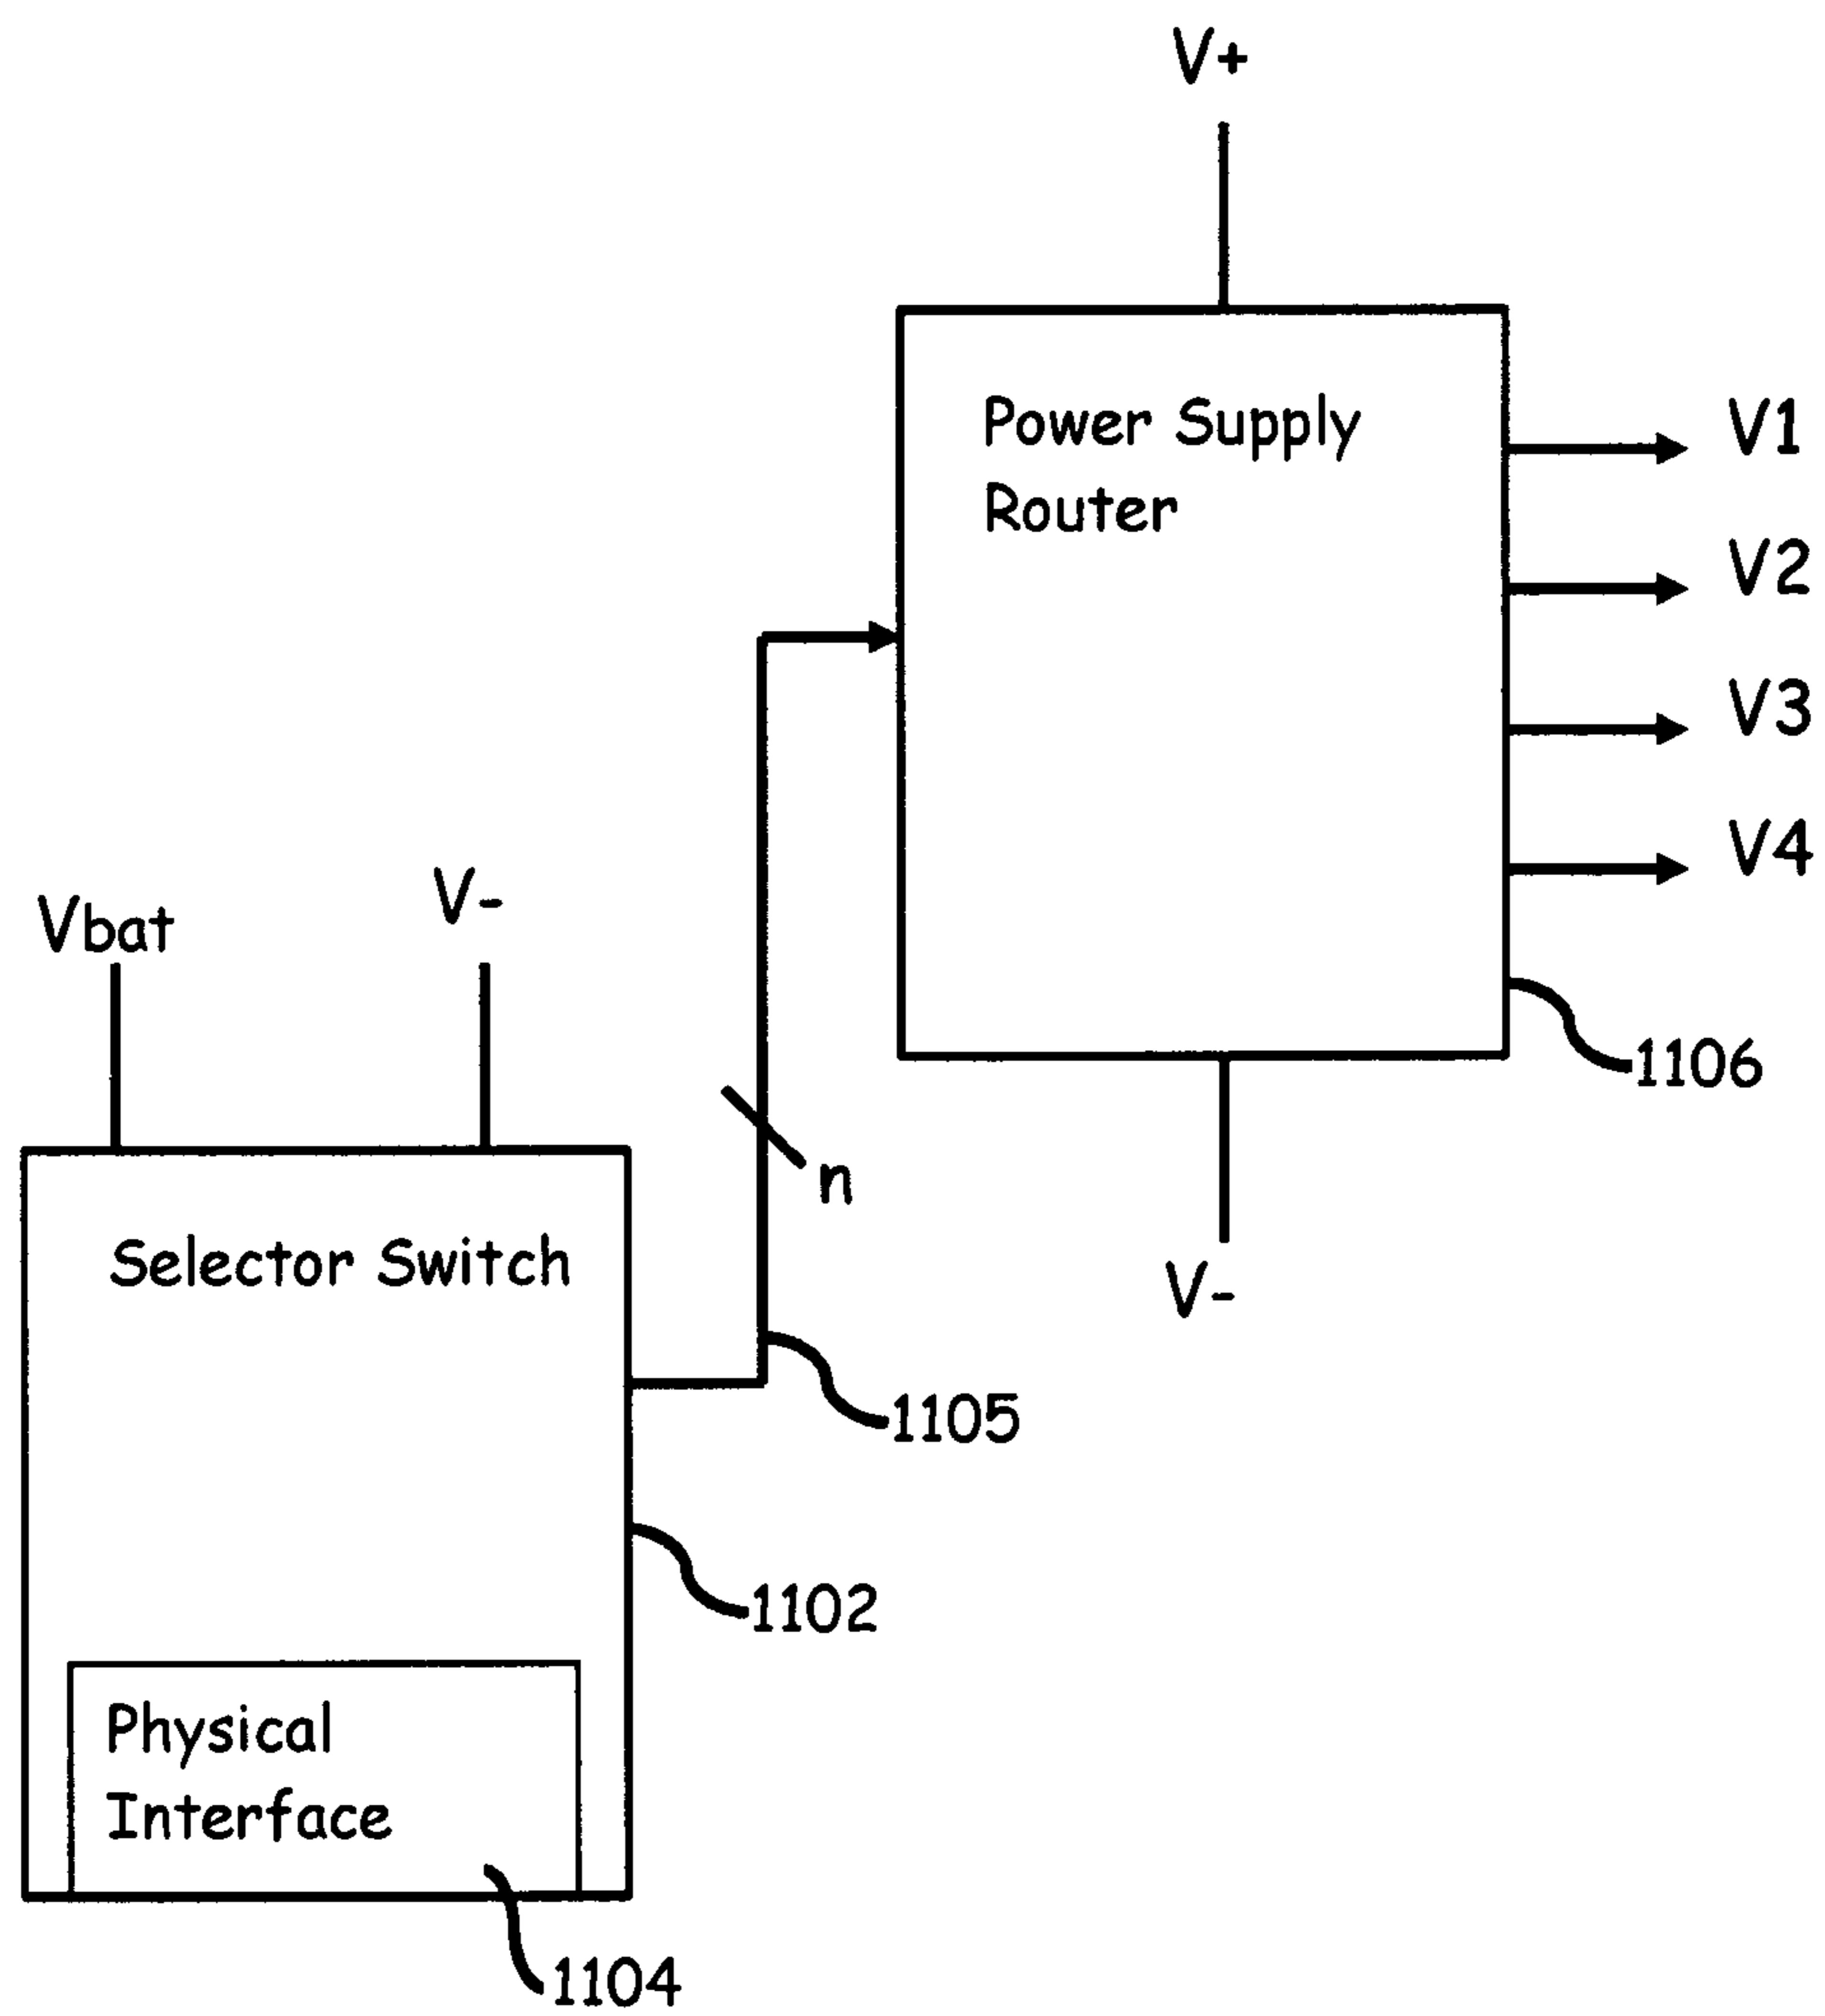 V+
Power Supply
Router
V1
V2
V3
V4
1106
V-
Vbat
V-
n
Selector Switch
1105
1102
Physical
Interface
1104